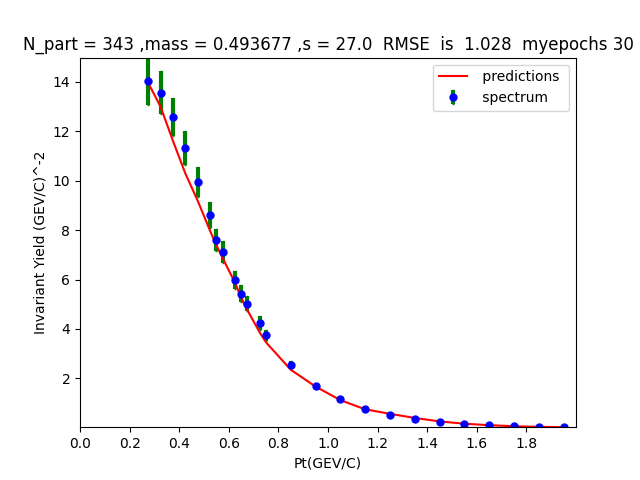 N_part = 343 ,mass = 0.493677 ,s = 27.0  RMSE  is  1.028  myepochs 30
predictions
spectrum
Invariant Yield (GEV/C)^-2
14
12
10
8
6
4
2
0.0 0.2 0.4 0.6 0.8 1.0 1.2 1.4 1.6 1.8
Pt(GEV/C)